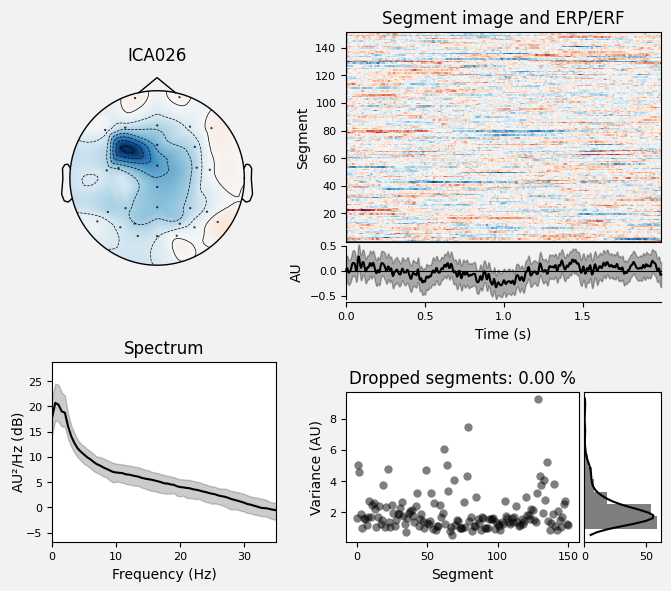 ICA026
Segment image and ERP/ERF
Segment
140
120
100
80
60
40
20
AU
0.5
0.0
−0.5
0.0 0.5 1.0 1.5
Time (s)
Spectrum
AU²/Hz (dB)
25
20
15
10
5
0
−5
0 10 20 30
Frequency (Hz)
Dropped segments: 0.00 %
Variance (AU)
8
6
4
2
0 50 100 150
Segment
0 50